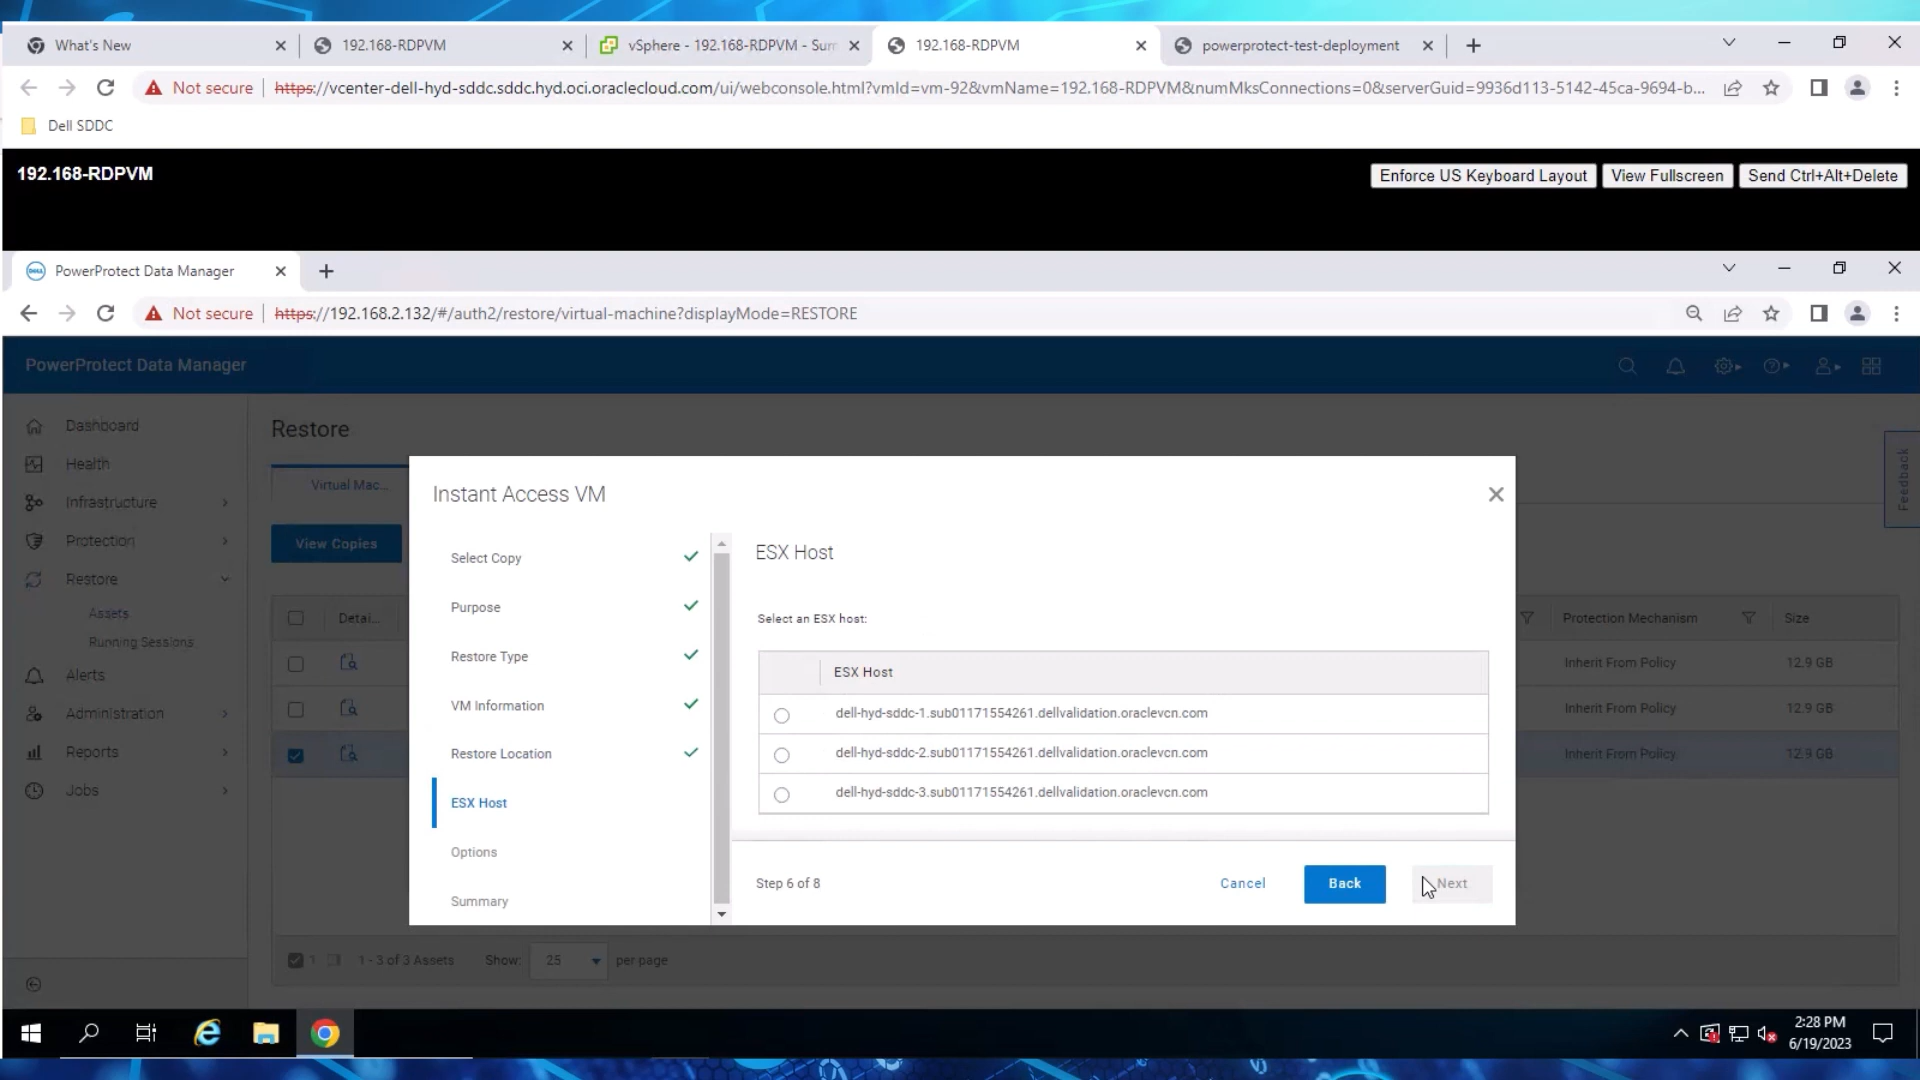 What's New
192.168-RDPVM
vSphere - 192.168-RDPVM - Sum
192.168-RDPVM
powerprotect-test-deployment
Not secure
https://vcenter-dell-hyd-sddc.sddc.hyd.oci.oraclecloud.com/ui/webconsole.html?vmId=vm-92&vmName=192.168-RDPVM&numMksConnections=0&serverGuid=9936d113-5142-45ca-9694-b...
Dell SDDC
192.168-RDPVM
Enforce US Keyboard Layout
View Fullscreen
Send Ctrl+Alt+Delete
DELL
PowerProtect Data Manager
Not secure
https://192.168.2.132/#/auth2/restore/virtual-machine?displayMode=RESTORE
PowerProtect Data Manager
Dashboard
Health
Infrastructure
Protection
Restore
Assets
Running Sessions
Alerts
Administration
Reports
Jobs
Restore
Virtual Mac...
View Copies
Detai...
Protection Mechanism
Size
Inherit From Policy
12.9 GB
Inherit From Policy
12.9 GB
Inherit From Policy
12.9 GB
Feedback
Instant Access VM
Select Copy
Purpose
Restore Type
VM Information
Restore Location
ESX Host
Options
Summary
ESX Host
Select an ESX host:
ESX Host
dell-hyd-sddc-1.sub01171554261.dellvalidation.oraclevcn.com
dell-hyd-sddc-2.sub01171554261.dellvalidation.oraclevcn.com
dell-hyd-sddc-3.sub01171554261.dellvalidation.oraclevcn.com
Step 6 of 8
Cancel
Back
Next
1
1 - 3 of 3 Assets
Show:
25
per page
2:28 PM
6/19/2023